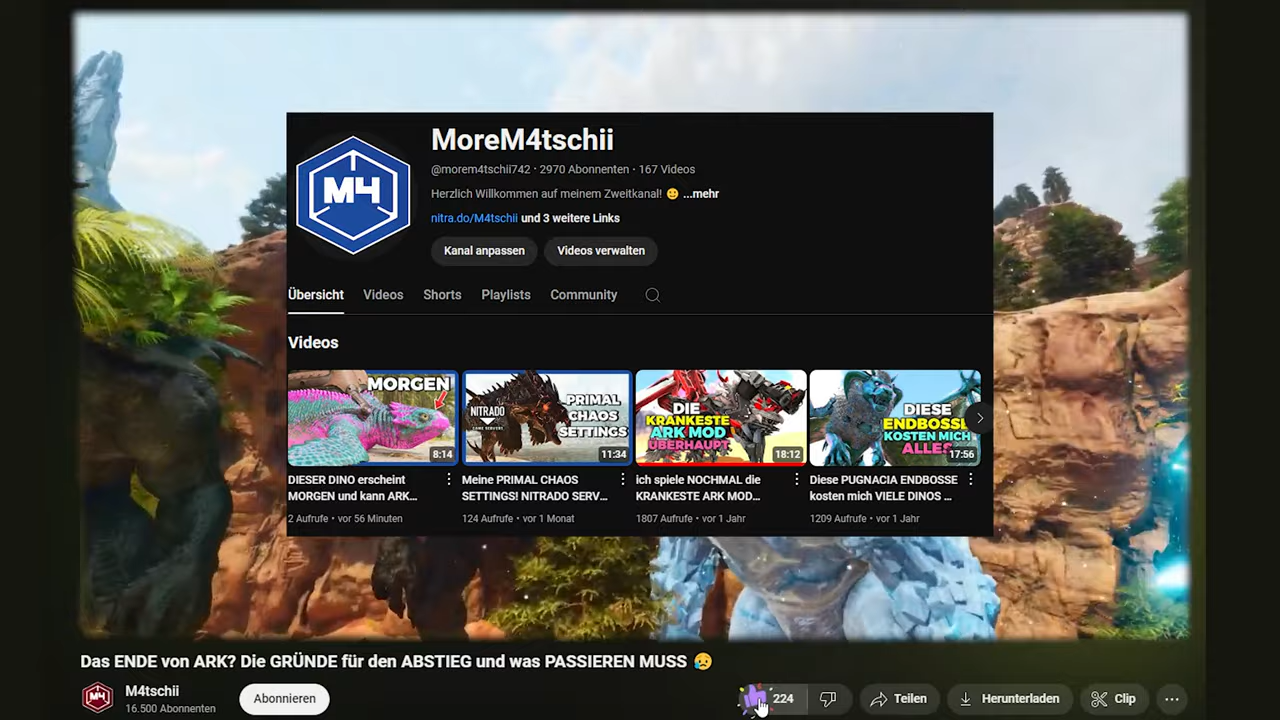 MoreM4tschii
@morem4tschii742 · 2970 Abonnenten · 167 Videos
Herzlich Willkommen auf meinem Zweitkanal! 🙂 ...mehr
nitra.do/M4tschii und 3 weitere Links
Kanal anpassen Videos verwalten
M4
Übersicht Videos Shorts Playlists Community
Videos
MORGEN
8:14
NITRADO
PRIMAL
CHAOS
SETTINGS
11:34
DIE
KRANKESTE
ARK MOD
ÜBERHAUPT
18:12
DIESE
ENDBOSSE
KOSTEN MICH
ALLES
17:56
DIESER DINO erscheint
MORGEN und kann ARK...
2 Aufrufe · vor 56 Minuten
Meine PRIMAL CHAOS
SETTINGS! NITRADO SERV...
124 Aufrufe · vor 1 Monat
ich spiele NOCHMAL die
KRANKESTE ARK MOD...
1807 Aufrufe · vor 1 Jahr
Diese PUGNACIA ENDBOSSE
kosten mich VIELE DINOS ...
1209 Aufrufe · vor 1 Jahr
Das ENDE von ARK? Die GRÜNDE für den ABSTIEG und was PASSIEREN MUSS 😥
M4
M4tschii
16.500 Abonnenten
Abonnieren
224
Teilen
Herunterladen
Clip